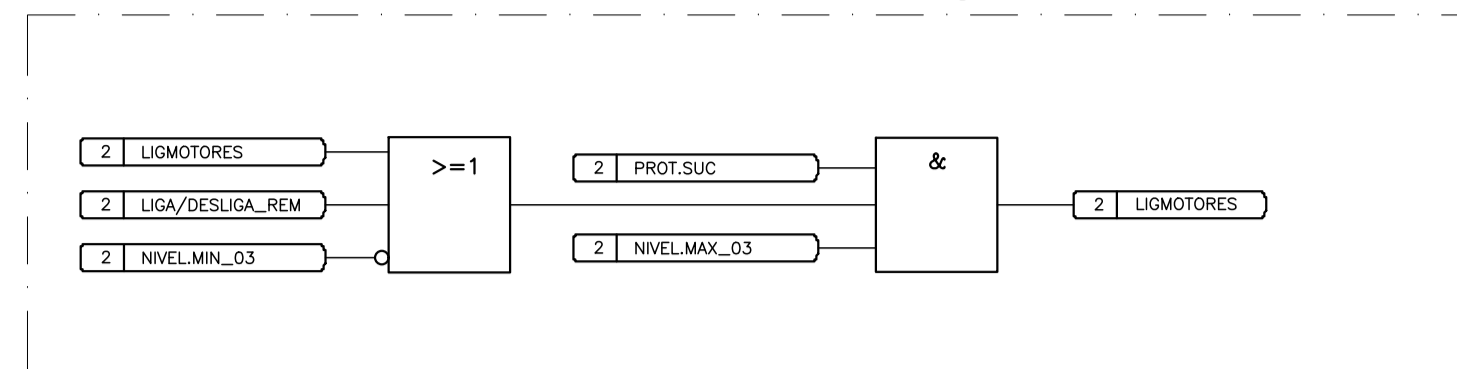 2 LIGMOTORES
>=1
2 PROT.SUC
&
2 LIGA/DESLIGA_REM
2 LIGMOTORES
2 NIVEL.MIN_03
2 NIVEL.MAX_03